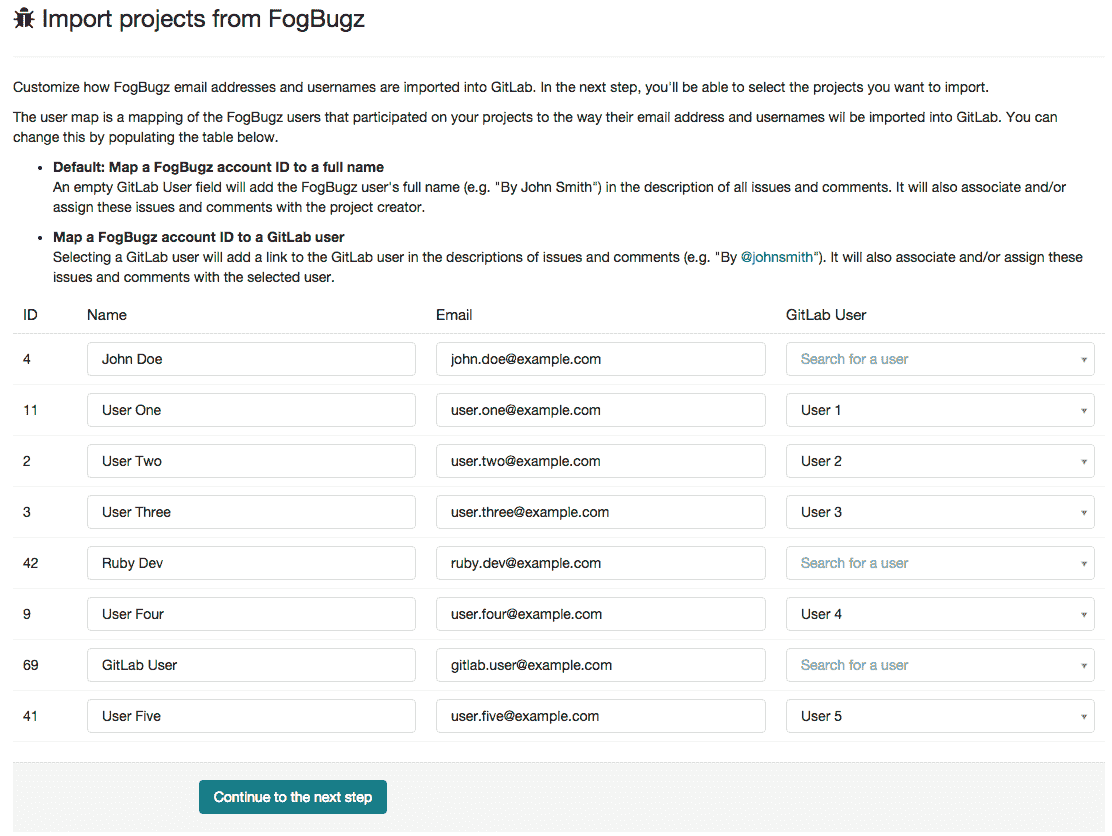 Import projects from FogBugz
Customize how FogBugz email addresses and usernames are imported into GitLab. In the next step, you'll be able to select the projects you want to import.
The user map is a mapping of the FogBugz users that participated on your projects to the way their email address and usernames wil be imported into GitLab. You can
change this by populating the table below.
• Default: Map a FogBugz account ID to a full name
An empty GitLab User field will add the FogBugz user's full name (e.g. "By John Smith") in the description of all issues and comments. It will also associate and/or
assign these issues and comments with the project creator.
• Map a FogBugz account ID to a GitLab user
Selecting a GitLab user will add a link to the GitLab user in the descriptions of issues and comments (e.g. "By @johnsmith"). It will also associate and/or assign these
issues and comments with the selected user.
ID Name Email GitLab User
4 John Doe john.doe@example.com Search for a user
11 User One user.one@example.com User 1
2 User Two user.two@example.com User 2
3 User Three user.three@example.com User 3
42 Ruby Dev ruby.dev@example.com Search for a user
9 User Four user.four@example.com User 4
69 GitLab User gitlab.user@example.com Search for a user
41 User Five user.five@example.com User 5
Continue to the next step